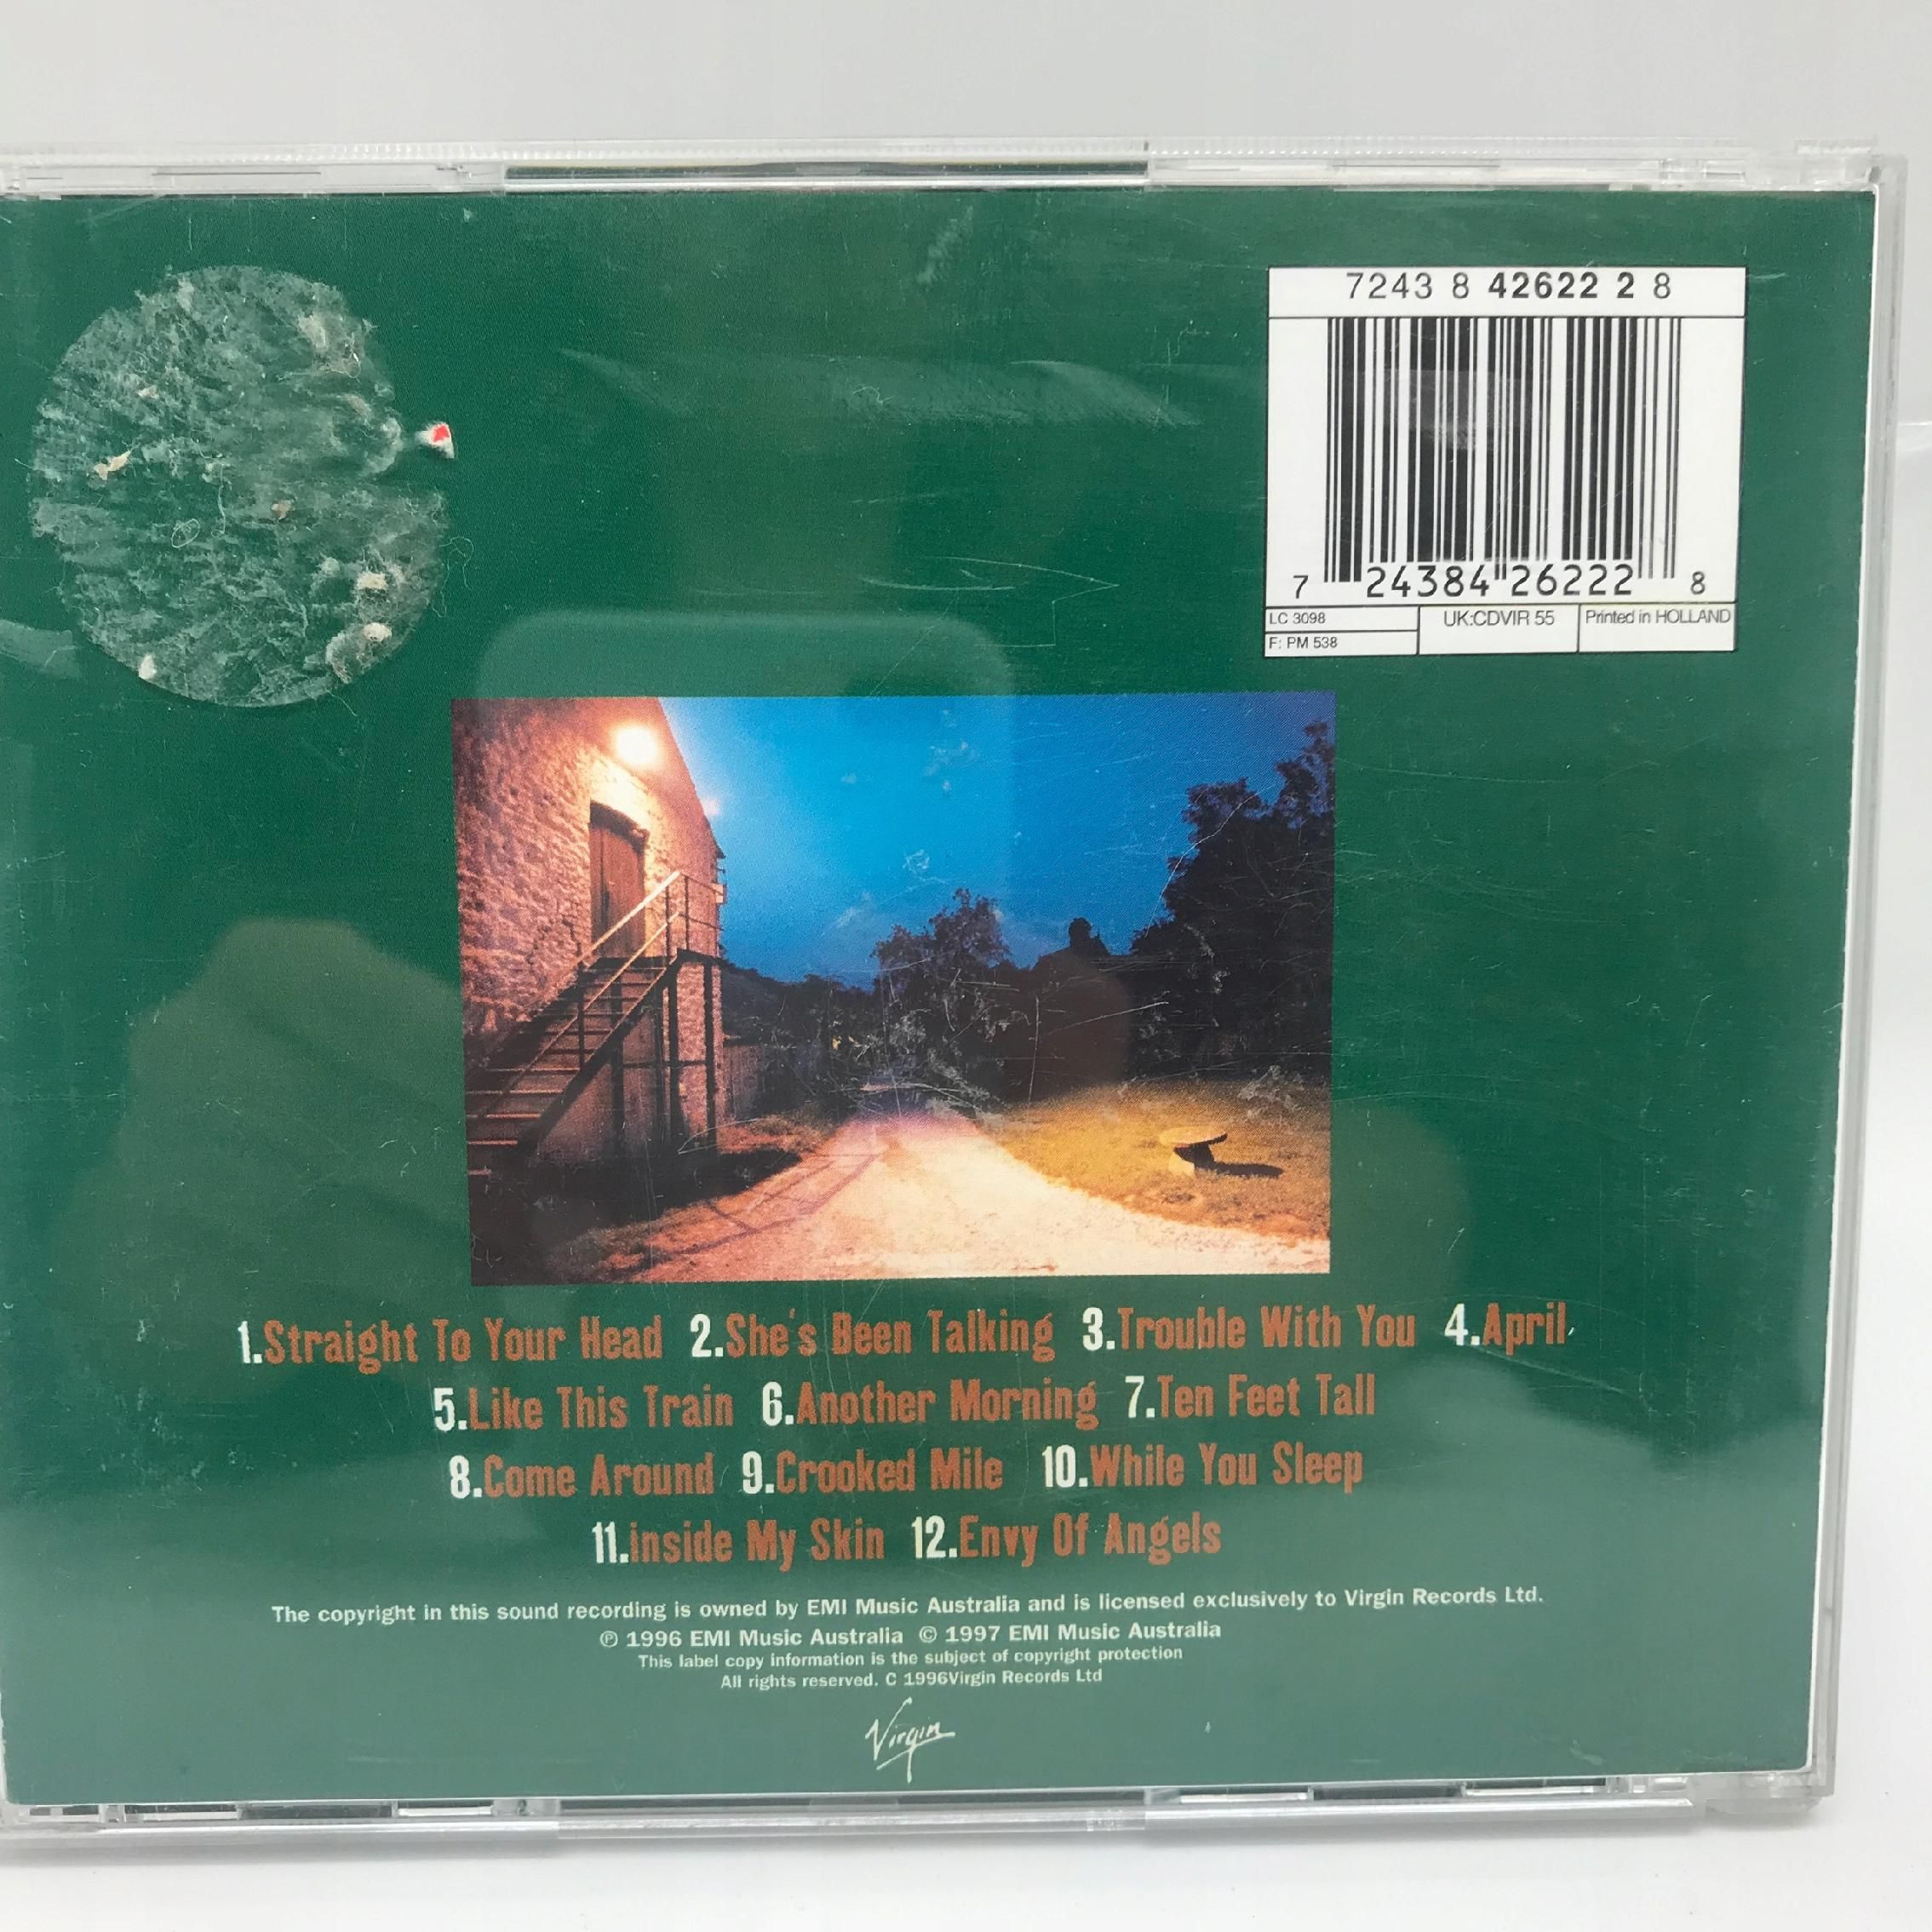 7243 8 42622 2 8
7 24384 26222 8
LC 3098
F: PM 538
UK:CDVIR 55
Printed in HOLLAND
1.Straight To Your Head 2.She's Been Talking 3.Trouble With You 4.April
5.Like This Train 6.Another Morning 7.Ten Feet Tall
8.Come Around 9.Crooked Mile 10.While You Sleep
11.inside My Skin 12.Envy Of Angels
The copyright in this sound recording is owned by EMI Music Australia and is licensed exclusively to Virgin Records Ltd.
℗ 1996 EMI Music Australia © 1997 EMI Music Australia
This label copy information is the subject of copyright protection
All rights reserved. C 1996Virgin Records Ltd
Virgin